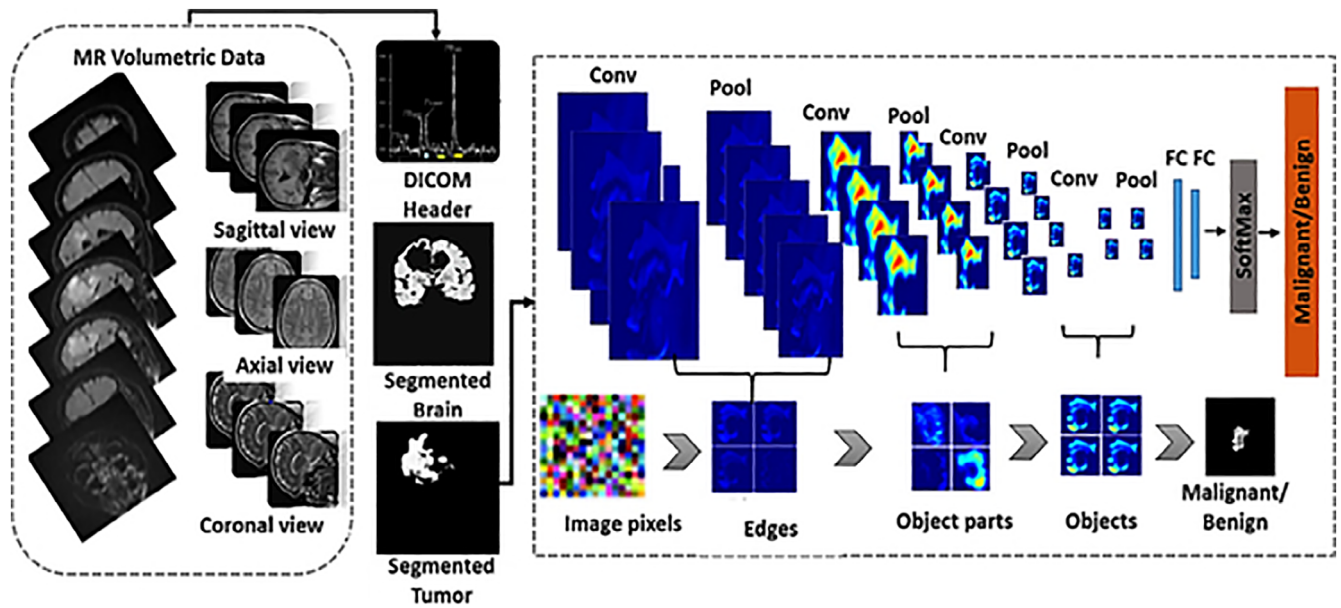 MR Volumetric Data
Sagittal view
Axial view
Coronal view
DICOM
Header
Segmented
Brain
Segmented
Tumor
Conv
Pool
Conv
Pool
Conv
Pool
Conv
Pool
FC FC
SoftMax
Malignant/Benign
Image pixels
Edges
Object parts
Objects
Malignant/
Benign